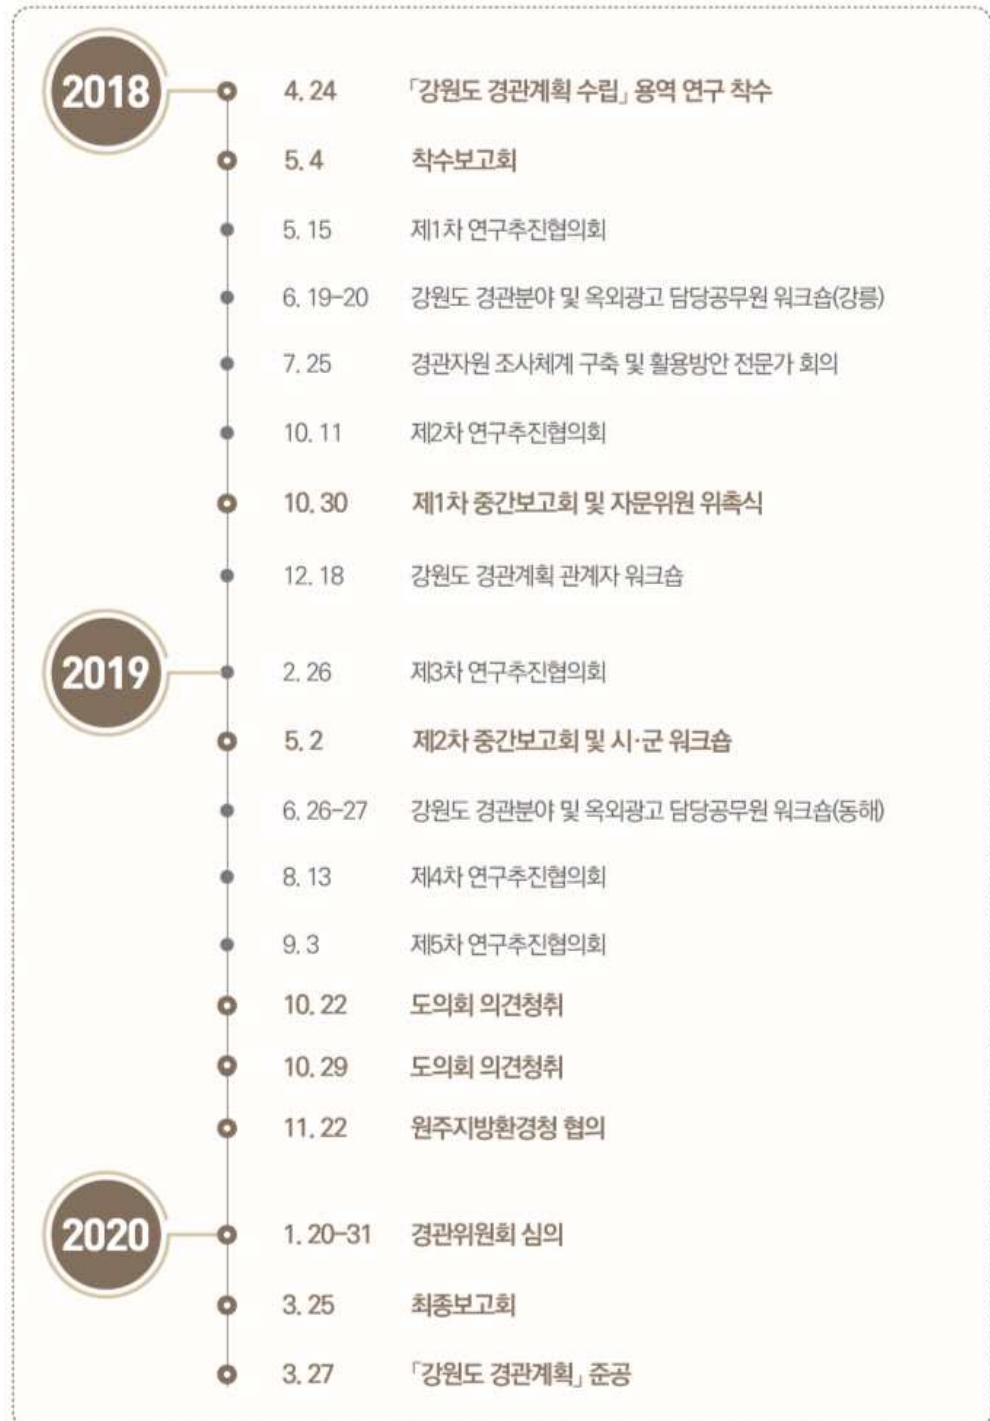 2018
4. 24 「강원도 경관계획 수립」 용역 연구 착수
5. 4 착수보고회
5. 15 제1차 연구추진협의회
6. 19-20 강원도 경관분야 및 옥외광고 담당공무원 워크숍(강릉)
7. 25 경관자원 조사체계 구축 및 활용방안 전문가 회의
10. 11 제2차 연구추진협의회
10. 30 제1차 중간보고회 및 자문위원 위촉식
12. 18 강원도 경관계획 관계자 워크숍
2019
2. 26 제3차 연구추진협의회
5. 2 제2차 중간보고회 및 시·군 워크숍
6. 26-27 강원도 경관분야 및 옥외광고 담당공무원 워크숍(동해)
8. 13 제4차 연구추진협의회
9. 3 제5차 연구추진협의회
10. 22 도의회 의견청취
10. 29 도의회 의견청취
11. 22 원주지방환경청 협의
2020
1. 20-31 경관위원회 심의
3. 25 최종보고회
3. 27 「강원도 경관계획」 준공